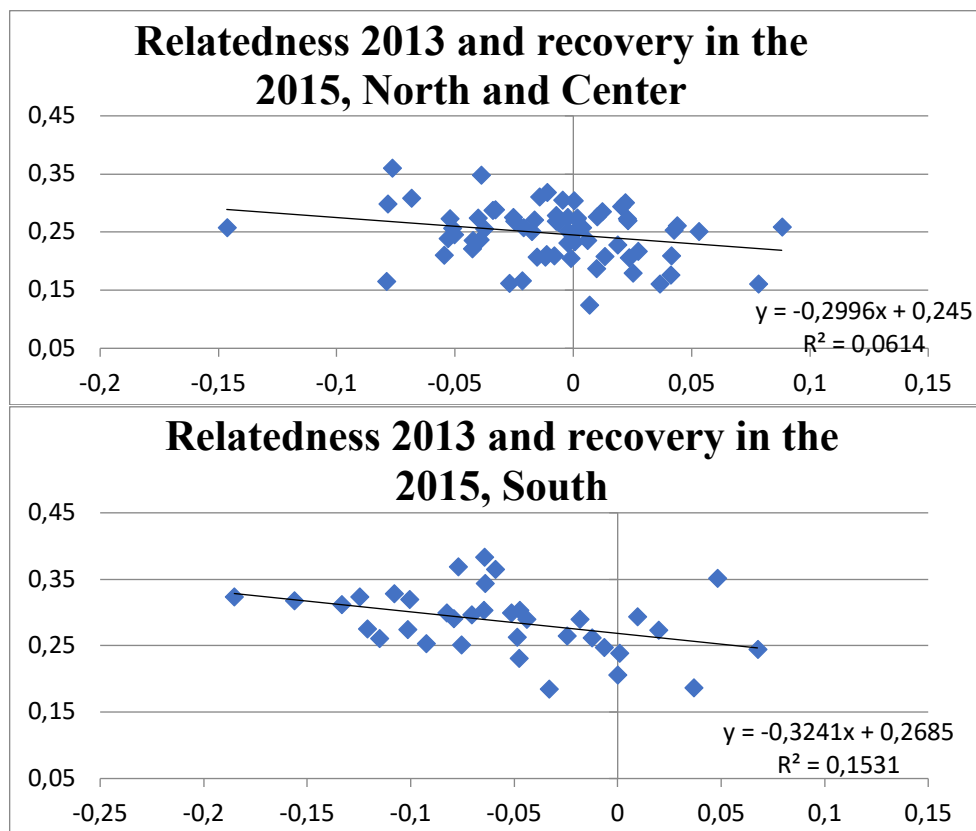 Relatedness 2013 and recovery in the
2015, North and Center
0,45
0,35
0,25
0,15
y = -0,2996x + 0,245
R² = 0,0614
0,05
-0,2 -0,15 -0,1 -0,05 0 0,05 0,1 0,15
Relatedness 2013 and recovery in the
2015, South
0,45
0,35
0,25
0,15
y = -0,3241x + 0,2685
R² = 0,1531
0,05
-0,25 -0,2 -0,15 -0,1 -0,05 0 0,05 0,1 0,15